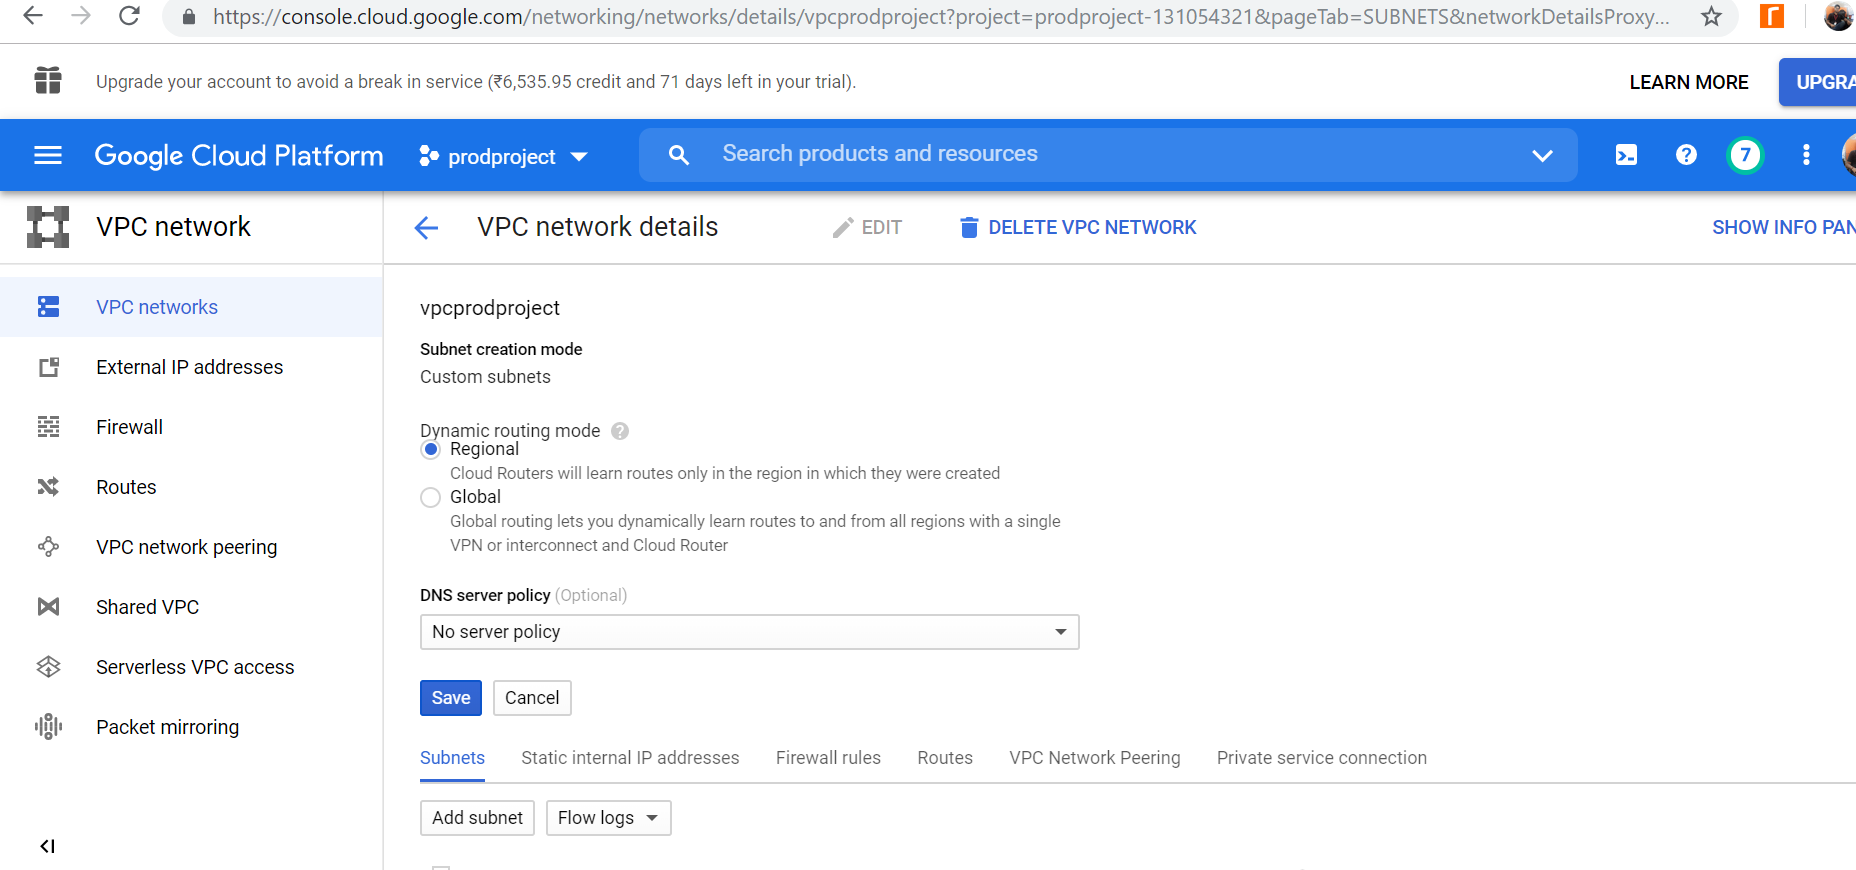 https://console.cloud.google.com/networking/networks/details/vpcprodproject?project=prodproject-131054321&pageTab=SUBNETS&networkDetailsProxy...
Upgrade your account to avoid a break in service (₹6,535.95 credit and 71 days left in your trial).
LEARN MORE
UPGRA
Google Cloud Platform
prodproject
Search products and resources
7
VPC network
VPC network details
EDIT
DELETE VPC NETWORK
SHOW INFO PAN
VPC networks
External IP addresses
Firewall
Routes
VPC network peering
Shared VPC
Serverless VPC access
Packet mirroring
vpcprodproject
Subnet creation mode
Custom subnets
Dynamic routing mode
Regional
Cloud Routers will learn routes only in the region in which they were created
Global
Global routing lets you dynamically learn routes to and from all regions with a single
VPN or interconnect and Cloud Router
DNS server policy (Optional)
No server policy
Save
Cancel
Subnets
Static internal IP addresses
Firewall rules
Routes
VPC Network Peering
Private service connection
Add subnet
Flow logs